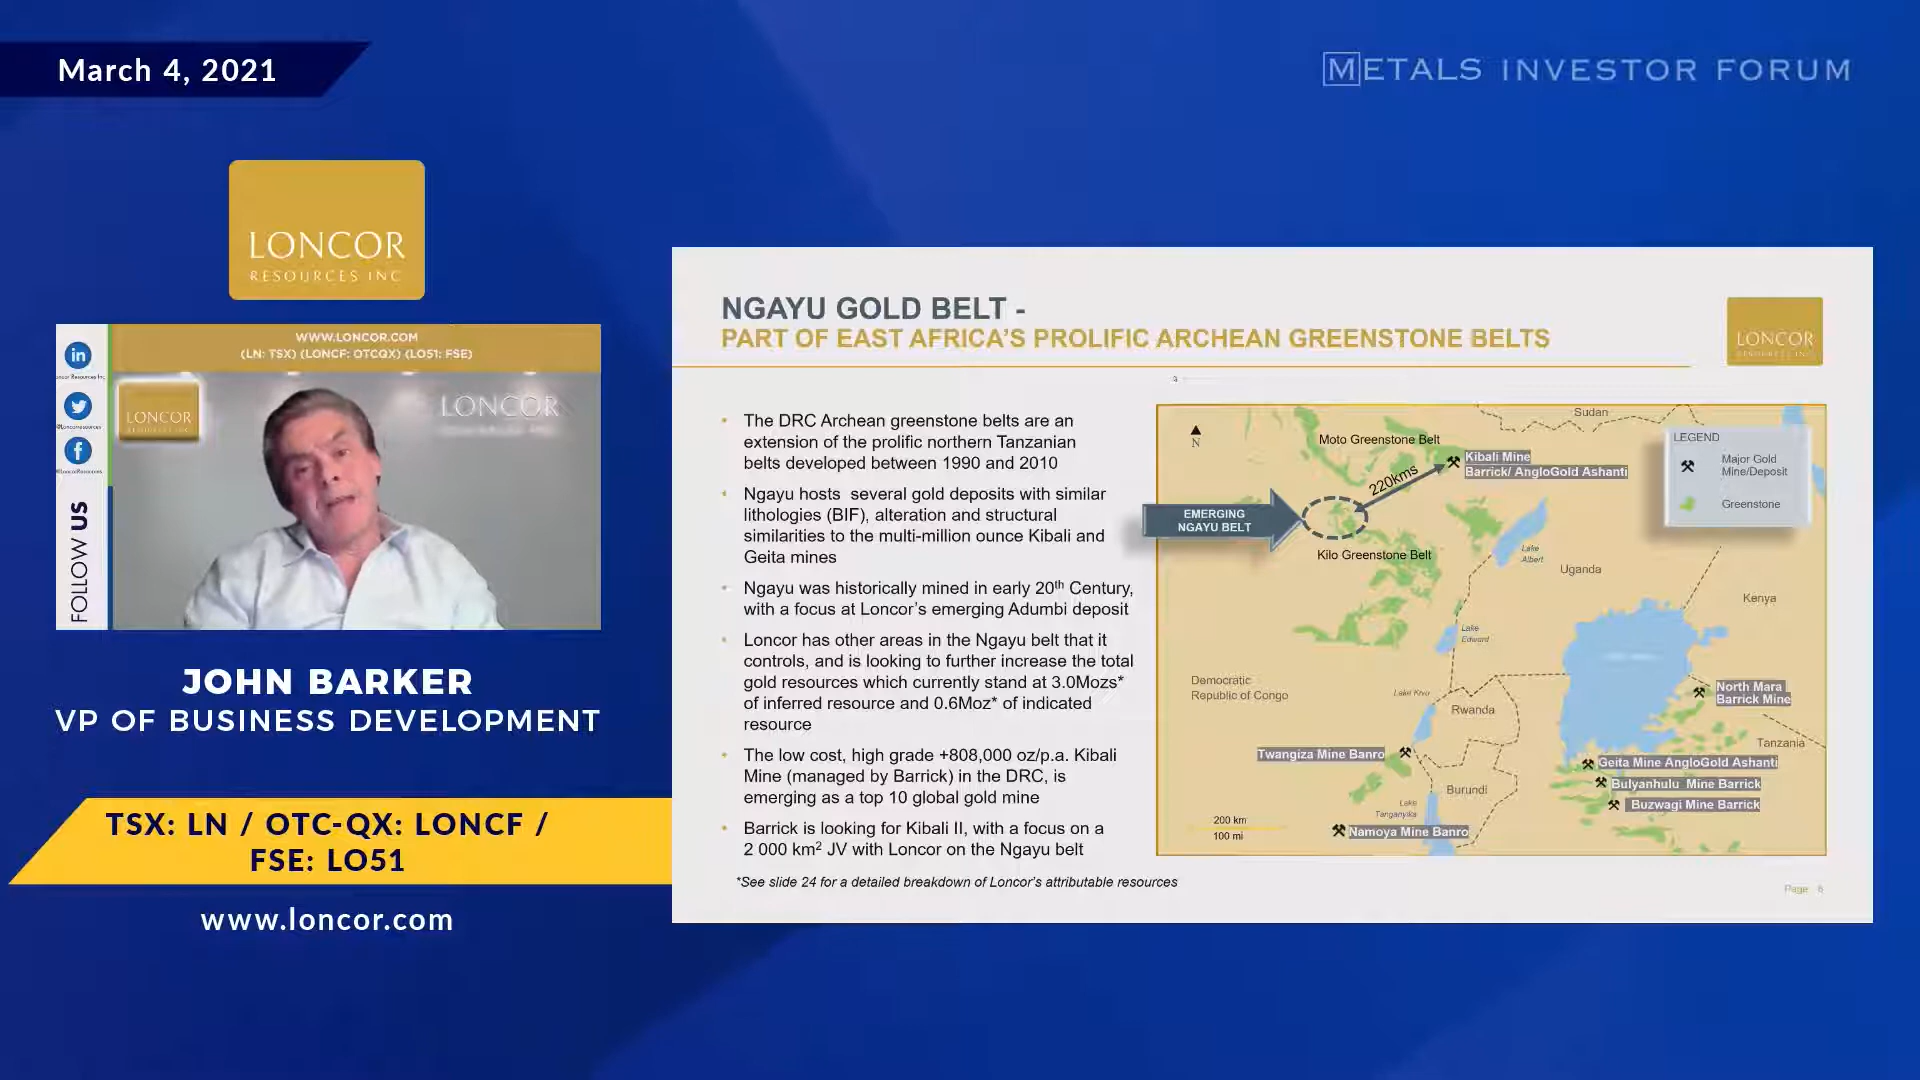 March 4, 2021
METALS INVESTOR FORUM
LONCOR
RESOURCES INC
WWW.LONCOR.COM
(LN: TSX) (LONCF: OTCQX) (LO51: FSE)
in
LONCOR
LONCOR
FOLLOW US
JOHN BARKER
VP OF BUSINESS DEVELOPMENT
TSX: LN / OTC-QX: LONCF /
FSE: LO51
www.loncor.com
NGAYU GOLD BELT -
PART OF EAST AFRICA'S PROLIFIC ARCHEAN GREENSTONE BELTS
LONCOR
RESOURCES INC
• The DRC Archean greenstone belts are an
extension of the prolific northern Tanzanian
belts developed between 1990 and 2010
• Ngayu hosts several gold deposits with similar
lithologies (BIF), alteration and structural
similarities to the multi-million ounce Kibali and
Geita mines
• Ngayu was historically mined in early 20th Century,
with a focus at Loncor's emerging Adumbi deposit
• Loncor has other areas in the Ngayu belt that it
controls, and is looking to further increase the total
gold resources which currently stand at 3.0Mozs*
of inferred resource and 0.6Moz* of indicated
resource
• The low cost, high grade +808,000 oz/p.a. Kibali
Mine (managed by Barrick) in the DRC, is
emerging as a top 10 global gold mine
• Barrick is looking for Kibali II, with a focus on a
2 000 km2 JV with Loncor on the Ngayu belt
*See slide 24 for a detailed breakdown of Loncor's attributable resources
Sudan
N
Moto Greenstone Belt
Kibali Mine
Barrick/ AngloGold Ashanti
220kms
LEGEND
Major Gold
Mine/Deposit
Greenstone
EMERGING
NGAYU BELT
Kilo Greenstone Belt
Lake
Albert
Uganda
Kenya
Lake
Edward
Democratic
Republic of Congo
Lake Kivu
Rwanda
North Mara
Barrick Mine
Tanzania
Twangiza Mine Banro
Geita Mine AngloGold Ashanti
Bulyanhulu Mine Barrick
Buzwagi Mine Barrick
Burundi
Lake
Tanganyika
200 km
100 mi
Namoya Mine Banro
Page 6